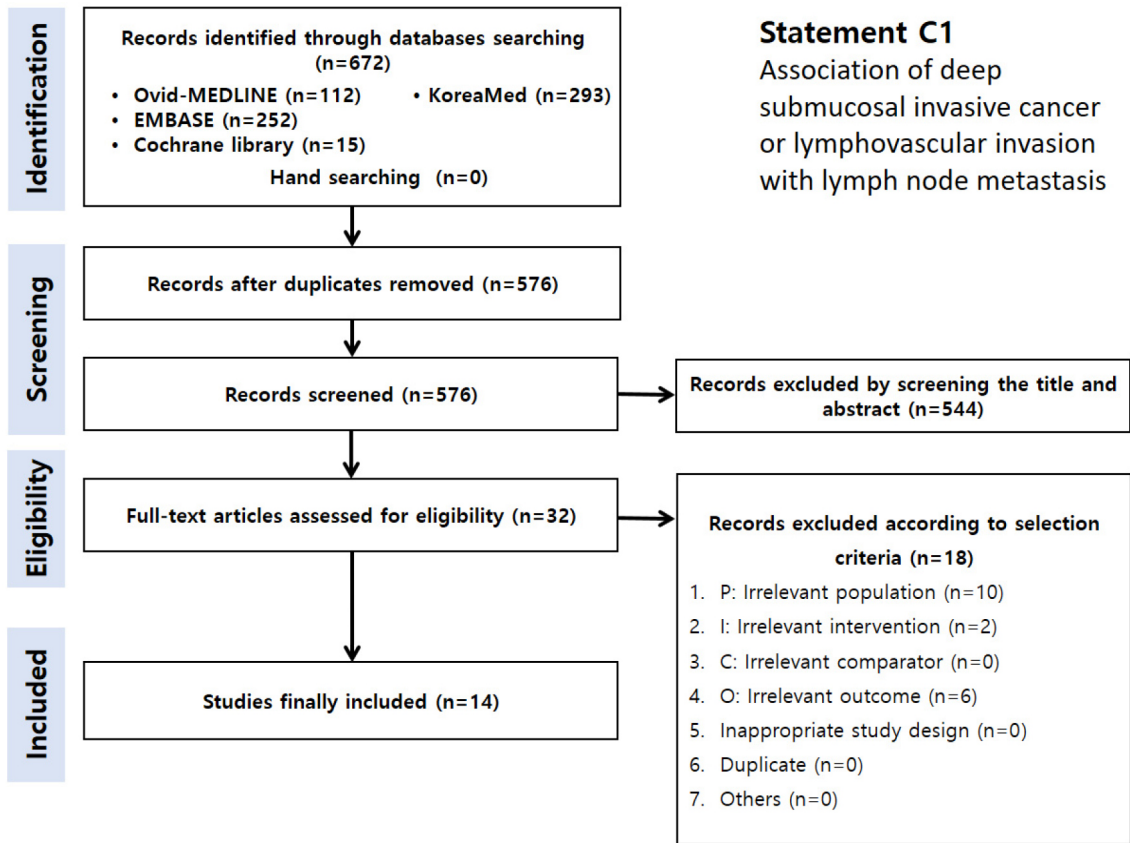 Identification
Records identified through databases searching
(n=672)
• Ovid-MEDLINE (n=112) • KoreaMed (n=293)
• EMBASE (n=252)
• Cochrane library (n=15)
Hand searching (n=0)
Statement C1
Association of deep
submucosal invasive cancer
or lymphovascular invasion
with lymph node metastasis
Screening
Records after duplicates removed (n=576)
Records screened (n=576)
Records excluded by screening the title and
abstract (n=544)
Eligibility
Full-text articles assessed for eligibility (n=32)
Records excluded according to selection
criteria (n=18)
1. P: Irrelevant population (n=10)
2. I: Irrelevant intervention (n=2)
3. C: Irrelevant comparator (n=0)
4. O: Irrelevant outcome (n=6)
5. Inappropriate study design (n=0)
6. Duplicate (n=0)
7. Others (n=0)
Included
Studies finally included (n=14)